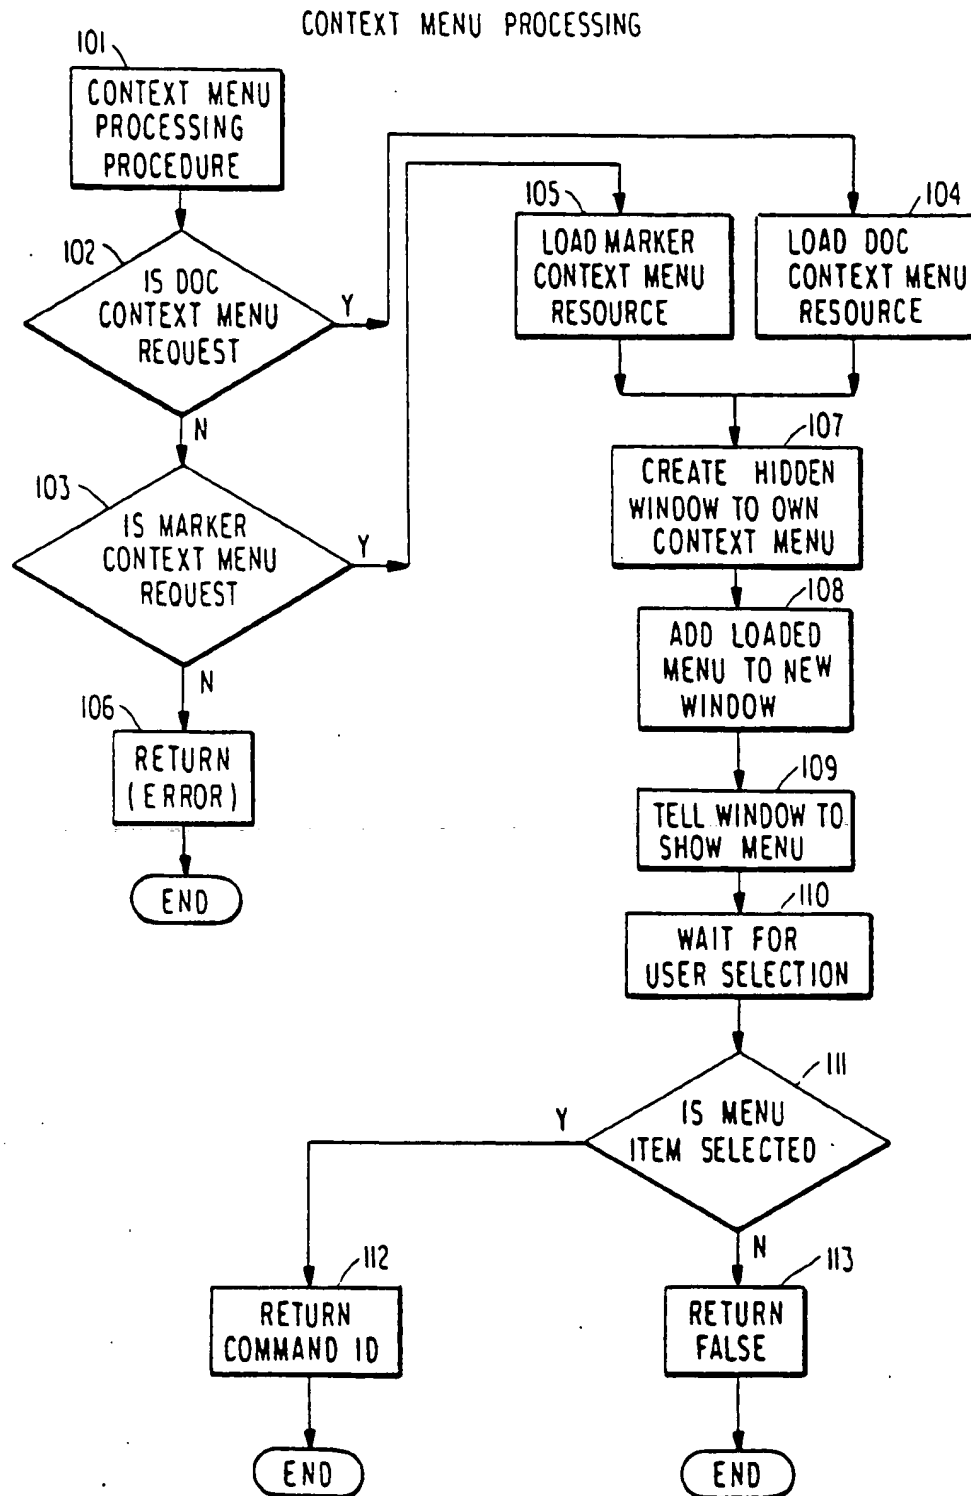 CONTEXT MENU PROCESSING
101
CONTEXT MENU
PROCESSING
PROCEDURE
102
IS DOC
CONTEXT MENU
REQUEST
Y
N
103
IS MARKER
CONTEXT MENU
REQUEST
Y
N
106
RETURN
(ERROR)
END
105
LOAD MARKER
CONTEXT MENU
RESOURCE
104
LOAD DOC
CONTEXT MENU
RESOURCE
107
CREATE HIDDEN
WINDOW TO OWN
CONTEXT MENU
108
ADD LOADED
MENU TO NEW
WINDOW
109
TELL WINDOW TO
SHOW MENU
110
WAIT FOR
USER SELECTION
111
IS MENU
ITEM SELECTED
Y
N
112
RETURN
COMMAND ID
END
113
RETURN
FALSE
END